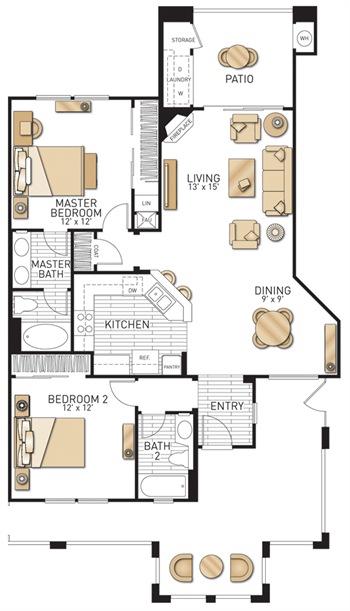 STORAGE
WH
D
LAUNDRY
W
PATIO
FIREPLACE
LIVING
13' x 15'
MASTER
BEDROOM
12' x 12'
LIN
FAU
COAT
MASTER
BATH
DW
DINING
9' x 9'
KITCHEN
REF.
PANTRY
BEDROOM 2
12' x 12'
ENTRY
BATH
2